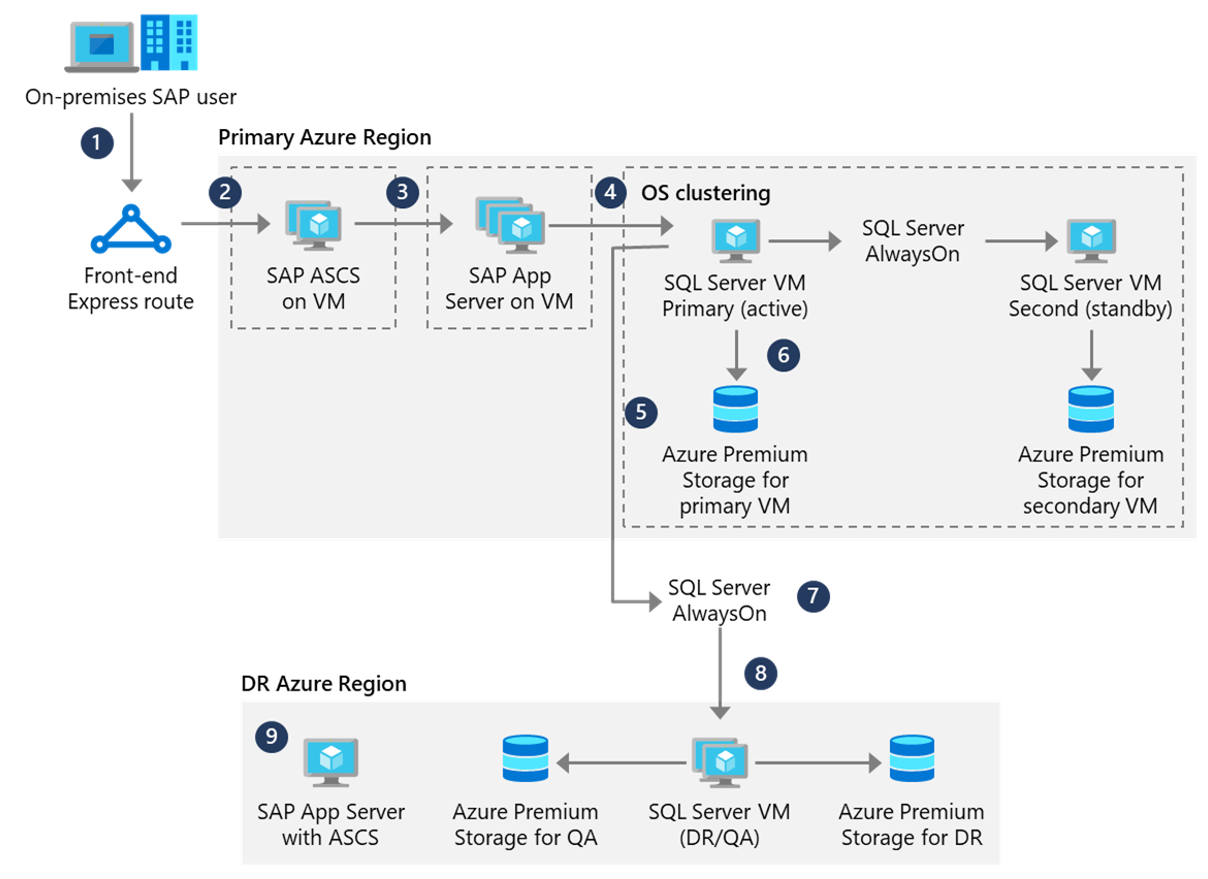 On-premises SAP user
1
Primary Azure Region
2
3
4
OS clustering
Front-end
Express route
SAP ASCS
on VM
SAP App
Server on VM
SQL Server VM
Primary (active)
SQL Server
AlwaysOn
SQL Server VM
Second (standby)
6
5
Azure Premium
Storage for
primary VM
Azure Premium
Storage for
secondary VM
SQL Server
AlwaysOn
7
8
DR Azure Region
9
SAP App Server
with ASCS
Azure Premium
Storage for QA
SQL Server VM
(DR/QA)
Azure Premium
Storage for DR